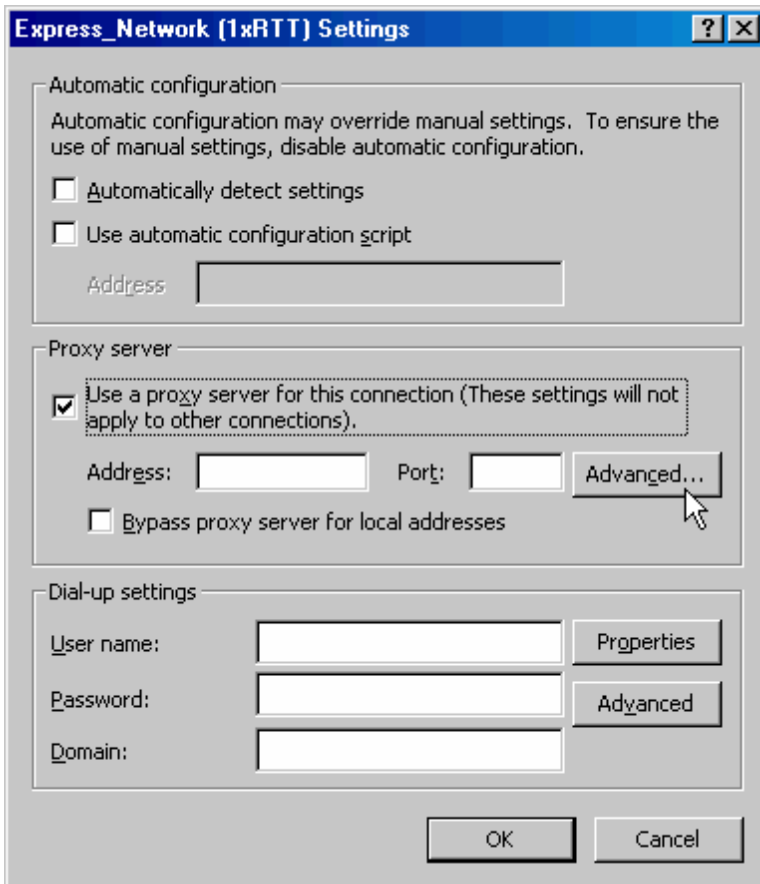 Express_Network (1xRTT) Settings
Automatic configuration
Automatic configuration may override manual settings.  To ensure the
use of manual settings, disable automatic configuration.
Automatically detect settings
Use automatic configuration script
Address
Proxy server
Use a proxy server for this connection (These settings will not
apply to other connections).
Address: Port: Advanced...
Bypass proxy server for local addresses
Dial-up settings
User name: Properties
Password: Advanced
Domain:
OK Cancel